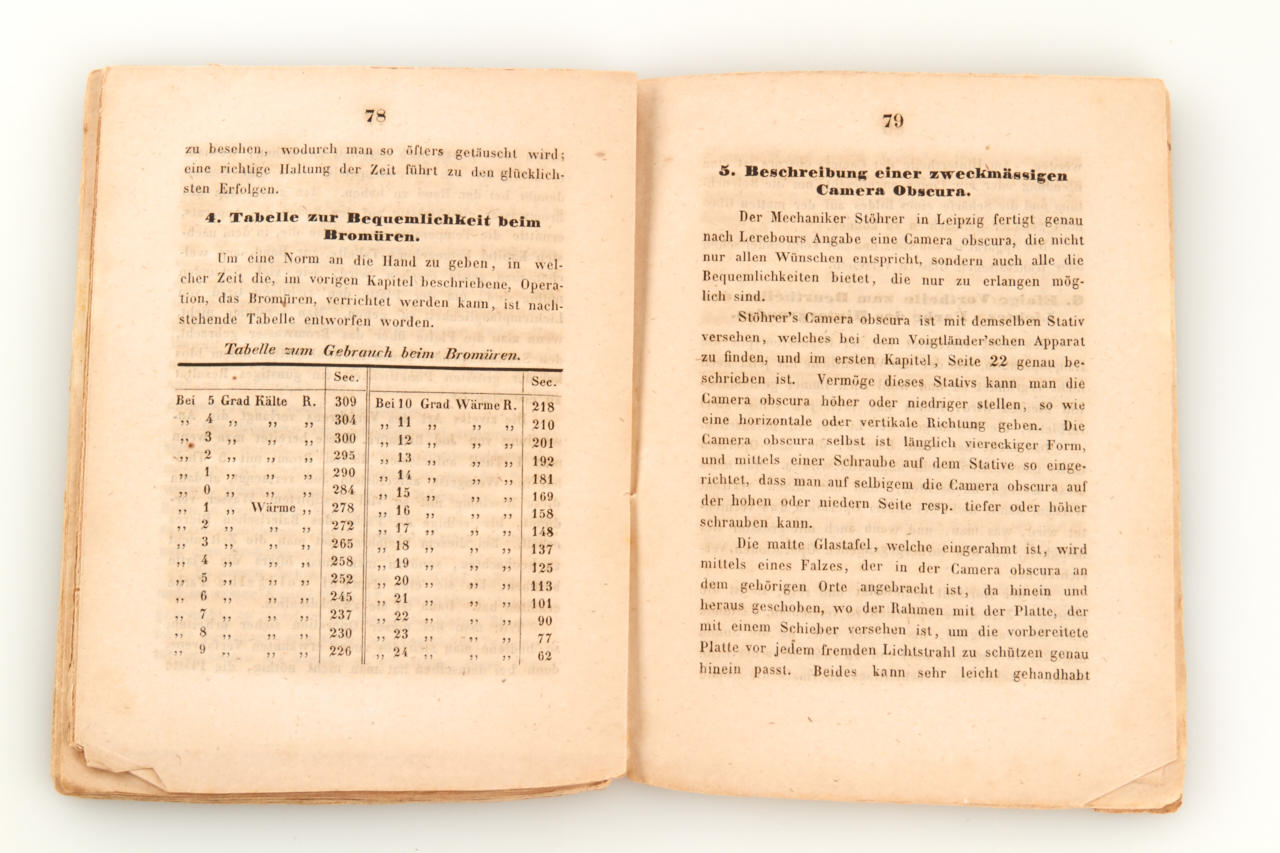 78
zu besehen, wodurch man so öfters getäuscht wird;
eine richtige Haltung der Zeit führt zu den glücklich-
sten Erfolgen.
4. Tabelle zur Bequemlichkeit beim
Bromüren.
Um eine Norm an die Hand zu geben, in wel-
cher Zeit die, im vorigen Kapitel beschriebene, Opera-
tion, das Bromüren, verrichtet werden kann, ist nach-
stehende Tabelle entworfen worden.
Tabelle zum Gebrauch beim Bromüren.
Sec. Sec.
Bei 5 Grad Kälte R. 309 Bei 10 Grad Wärme R. 218
„ 4 „ „ „ 304 „ 11 „ „ „ 210
„ 3 „ „ „ 300 „ 12 „ „ „ 201
„ 2 „ „ „ 295 „ 13 „ „ „ 192
„ 1 „ „ „ 290 „ 14 „ „ „ 181
„ 0 „ „ „ 284 „ 15 „ „ „ 169
„ 1 „ Wärme „ 278 „ 16 „ „ „ 158
„ 2 „ „ „ 272 „ 17 „ „ „ 148
„ 3 „ „ „ 265 „ 18 „ „ „ 137
„ 4 „ „ „ 258 „ 19 „ „ „ 125
„ 5 „ „ „ 252 „ 20 „ „ „ 113
„ 6 „ „ „ 245 „ 21 „ „ „ 101
„ 7 „ „ „ 237 „ 22 „ „ „ 90
„ 8 „ „ „ 230 „ 23 „ „ „ 77
„ 9 „ „ „ 226 „ 24 „ „ „ 62
79
5. Beschreibung einer zweckmässigen
Camera Obscura.
Der Mechaniker Stöhrer in Leipzig fertigt genau
nach Lerebours Angabe eine Camera obscura, die nicht
nur allen Wünschen entspricht, sondern auch alle die
Bequemlichkeiten bietet, die nur zu erlangen mög-
lich sind.
Stöhrer's Camera obscura ist mit demselben Stativ
versehen, welches bei dem Voigtländer'schen Apparat
zu finden, und im ersten Kapitel, Seite 22 genau be-
schrieben ist. Vermöge dieses Stativs kann man die
Camera obscura höher oder niedriger stellen, so wie
eine horizontale oder vertikale Richtung geben. Die
Camera obscura selbst ist länglich viereckiger Form,
und mittels einer Schraube auf dem Stative so einge-
richtet, dass man auf selbigem die Camera obscura auf
der hohen oder niedern Seite resp. tiefer oder höher
schrauben kann.
Die matte Glastafel, welche eingerahmt ist, wird
mittels eines Falzes, der in der Camera obscura an
dem gehörigen Orte angebracht ist, da hinein und
heraus geschoben, wo der Rahmen mit der Platte, der
mit einem Schieber versehen ist, um die vorbereitete
Platte vor jedem fremden Lichtstrahl zu schützen genau
hinein passt. Beides kann sehr leicht gehandhabt